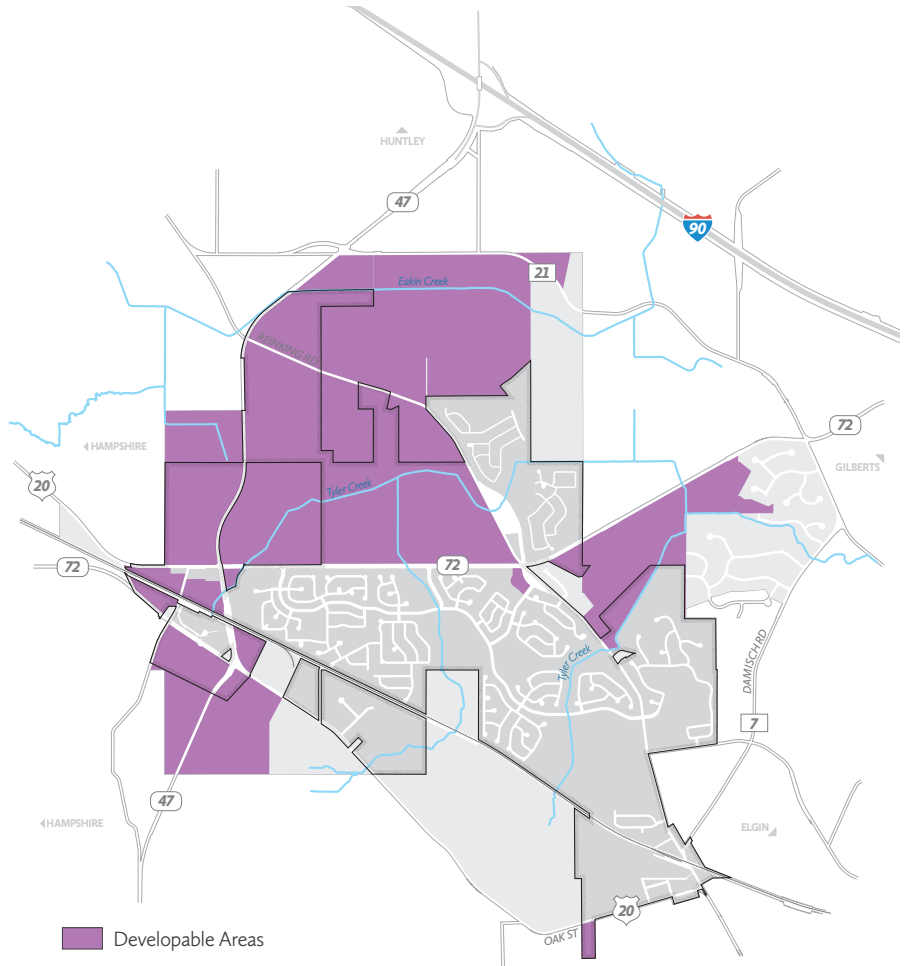 HUNTLEY
47
90
21
Eakin Creek
REINKING RD
72
HAMPSHIRE
GILBERTS
20
Tyler Creek
72
72
Tyler Creek
DAMISCH RD
7
47
HAMPSHIRE
ELGIN
20
OAK ST
Developable Areas